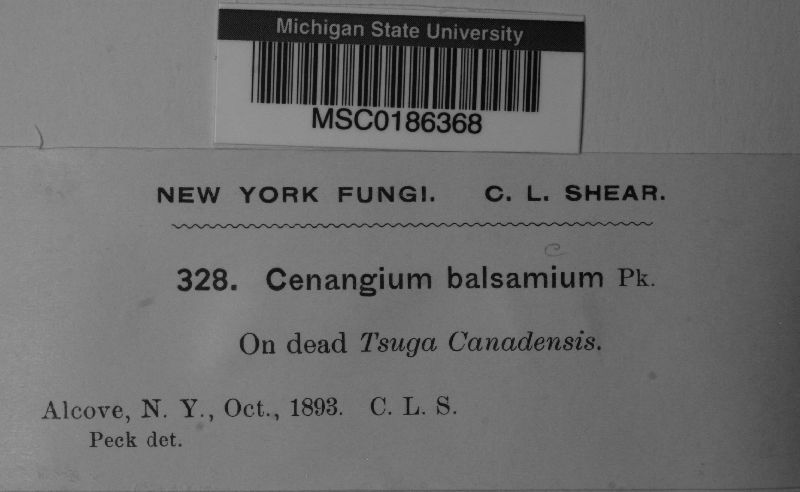 Michigan State University
MSC0186368
NEW YORK FUNGI. C. L. SHEAR.
c
328. Cenangium balsamium Pk.
On dead Tsuga Canadensis.
Alcove, N. Y., Oct., 1893. C. L. S.
Peck det.